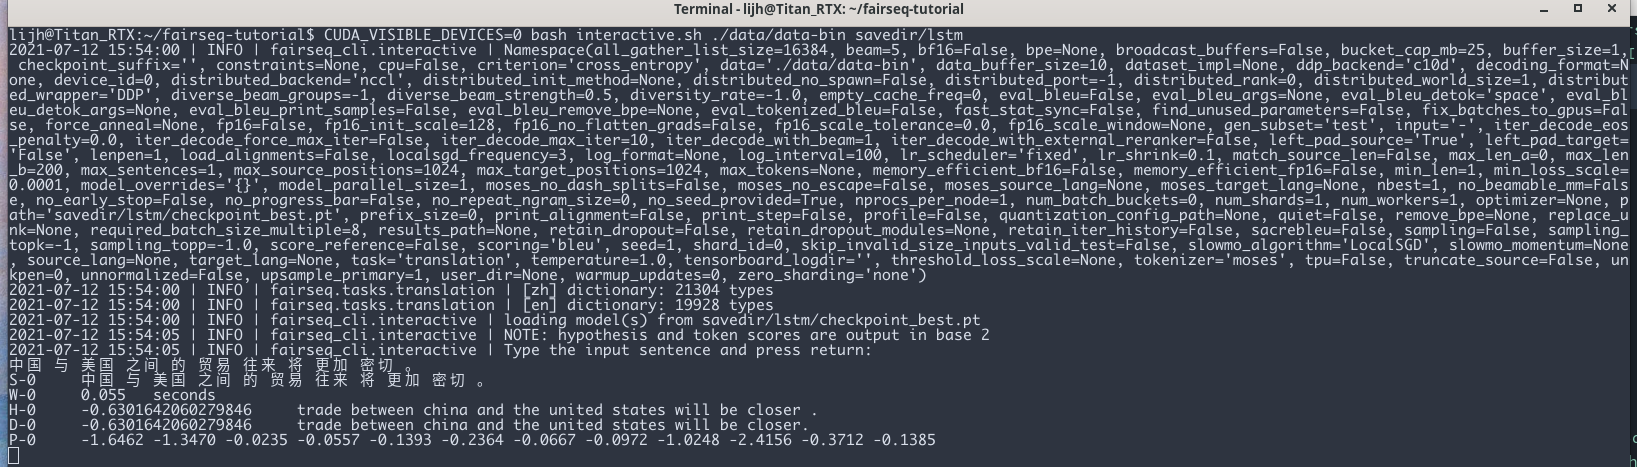 Terminal - lijh@Titan_RTX: ~/fairseq-tutorial
lijh@Titan_RTX:~/fairseq-tutorial$ CUDA_VISIBLE_DEVICES=0 bash interactive.sh ./data/data-bin savedir/lstm
2021-07-12 15:54:00 | INFO | fairseq_cli.interactive | Namespace(all_gather_list_size=16384, beam=5, bf16=False, bpe=None, broadcast_buffers=False, bucket_cap_mb=25, buffer_size=1,
 checkpoint_suffix='', constraints=None, cpu=False, criterion='cross_entropy', data='./data/data-bin', data_buffer_size=10, dataset_impl=None, ddp_backend='c10d', decoding_format=N
one, device_id=0, distributed_backend='nccl', distributed_init_method=None, distributed_no_spawn=False, distributed_port=-1, distributed_rank=0, distributed_world_size=1, distribut
ed_wrapper='DDP', diverse_beam_groups=-1, diverse_beam_strength=0.5, diversity_rate=-1.0, empty_cache_freq=0, eval_bleu=False, eval_bleu_args=None, eval_bleu_detok='space', eval_bl
eu_detok_args=None, eval_bleu_print_samples=False, eval_bleu_remove_bpe=None, eval_tokenized_bleu=False, fast_stat_sync=False, find_unused_parameters=False, fix_batches_to_gpus=Fal
se, force_anneal=None, fp16=False, fp16_init_scale=128, fp16_no_flatten_grads=False, fp16_scale_tolerance=0.0, fp16_scale_window=None, gen_subset='test', input='-', iter_decode_eos
_penalty=0.0, iter_decode_force_max_iter=False, iter_decode_max_iter=10, iter_decode_with_beam=1, iter_decode_with_external_reranker=False, left_pad_source='True', left_pad_target=
'False', lenpen=1, load_alignments=False, localsgd_frequency=3, log_format=None, log_interval=100, lr_scheduler='fixed', lr_shrink=0.1, match_source_len=False, max_len_a=0, max_len
_b=200, max_sentences=1, max_source_positions=1024, max_target_positions=1024, max_tokens=None, memory_efficient_bf16=False, memory_efficient_fp16=False, min_len=1, min_loss_scale=
0.0001, model_overrides='{}', model_parallel_size=1, moses_no_dash_splits=False, moses_no_escape=False, moses_source_lang=None, moses_target_lang=None, nbest=1, no_beamable_mm=Fals
e, no_early_stop=False, no_progress_bar=False, no_repeat_ngram_size=0, no_seed_provided=True, nprocs_per_node=1, num_batch_buckets=0, num_shards=1, num_workers=1, optimizer=None, p
ath='savedir/lstm/checkpoint_best.pt', prefix_size=0, print_alignment=False, print_step=False, profile=False, quantization_config_path=None, quiet=False, remove_bpe=None, replace_u
nk=None, required_batch_size_multiple=8, results_path=None, retain_dropout=False, retain_dropout_modules=None, retain_iter_history=False, sacrebleu=False, sampling=False, sampling_
topk=-1, sampling_topp=-1.0, score_reference=False, scoring='bleu', seed=1, shard_id=0, skip_invalid_size_inputs_valid_test=False, slowmo_algorithm='LocalSGD', slowmo_momentum=None
, source_lang=None, target_lang=None, task='translation', temperature=1.0, tensorboard_logdir='', threshold_loss_scale=None, tokenizer='moses', tpu=False, truncate_source=False, un
kpen=0, unnormalized=False, upsample_primary=1, user_dir=None, warmup_updates=0, zero_sharding='none')
2021-07-12 15:54:00 | INFO | fairseq.tasks.translation | [zh] dictionary: 21304 types
2021-07-12 15:54:00 | INFO | fairseq.tasks.translation | [en] dictionary: 19928 types
2021-07-12 15:54:00 | INFO | fairseq_cli.interactive | loading model(s) from savedir/lstm/checkpoint_best.pt
2021-07-12 15:54:05 | INFO | fairseq_cli.interactive | NOTE: hypothesis and token scores are output in base 2
2021-07-12 15:54:05 | INFO | fairseq_cli.interactive | Type the input sentence and press return:
中国 与 美国 之间 的 贸易 往来 将 更加 密切 。
S-0 中国 与 美国 之间 的 贸易 往来 将 更加 密切 。
W-0 0.055 seconds
H-0 -0.6301642060279846 trade between china and the united states will be closer .
D-0 -0.6301642060279846 trade between china and the united states will be closer.
P-0 -1.6462 -1.3470 -0.0235 -0.0557 -0.1393 -0.2364 -0.0667 -0.0972 -1.0248 -2.4156 -0.3712 -0.1385